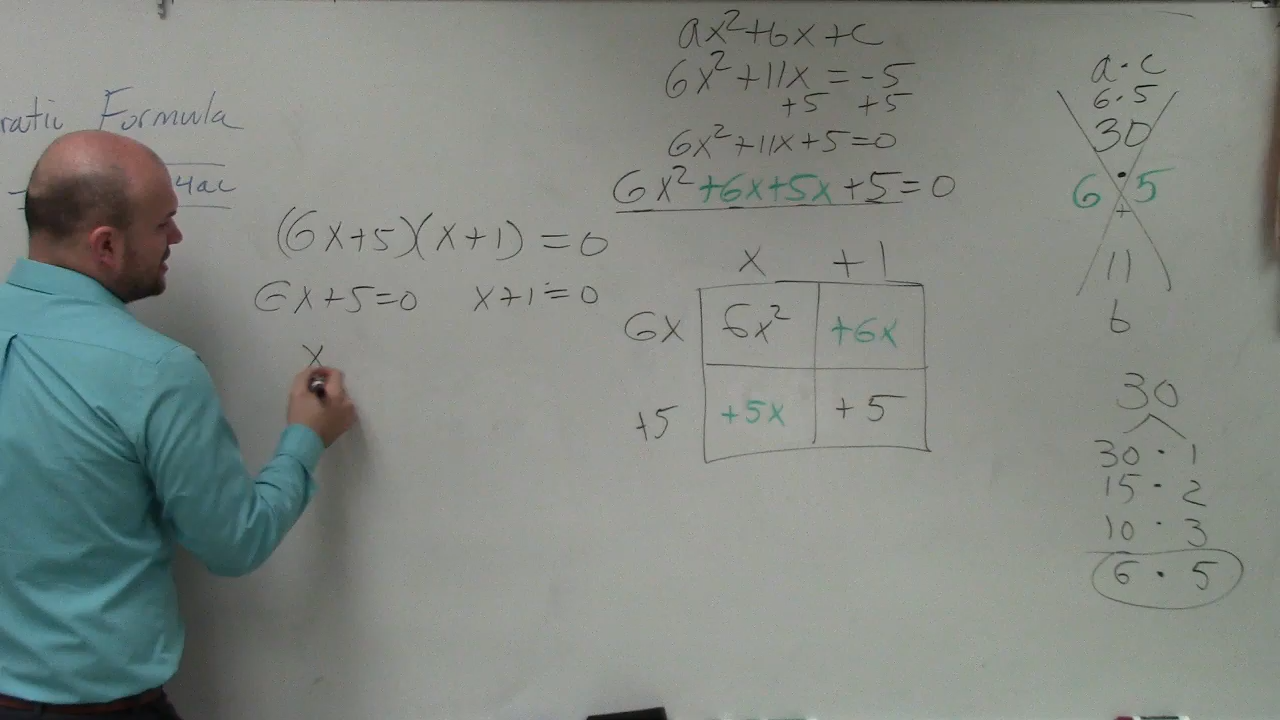 Formula
4ac
ax²+bx+c
6x²+11x=-5
+5 +5
6x²+11x+5=0
6x²+6x+5x+5=0
(6x+5)(x+1)=0
6x+5=0 x+1=0
x
x +1
6x 6x² +6x
+5 +5x +5
a·c
6·5
30
6 · 5
+
11
b
30
30 · 1
15 · 2
10 · 3
6 · 5